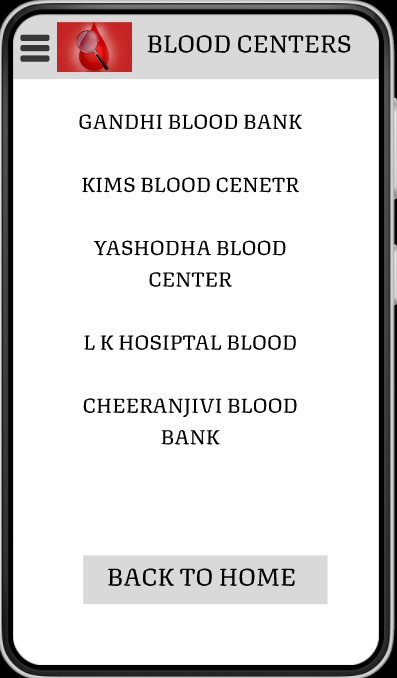 BLOOD CENTERS
GANDHI BLOOD BANK
KIMS BLOOD CENETR
YASHODHA BLOOD
CENTER
L K HOSIPTAL BLOOD
CHEERANJIVI BLOOD
BANK
BACK TO HOME